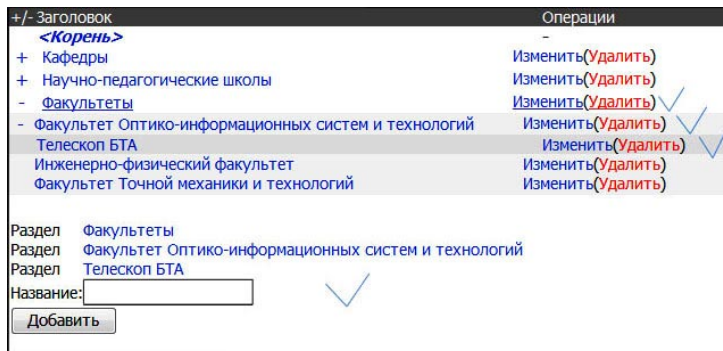 +/- Заголовок Операции
<Корень> -
+ Кафедры Изменить(Удалить)
+ Научно-педагогические школы Изменить(Удалить)
- Факультеты Изменить(Удалить)
- Факультет Оптико-информационных систем и технологий Изменить(Удалить)
Телескоп БТА Изменить(Удалить)
Инженерно-физический факультет Изменить(Удалить)
Факультет Точной механики и технологий Изменить(Удалить)
Раздел Факультеты
Раздел Факультет Оптико-информационных систем и технологий
Раздел Телескоп БТА
Название:
Добавить